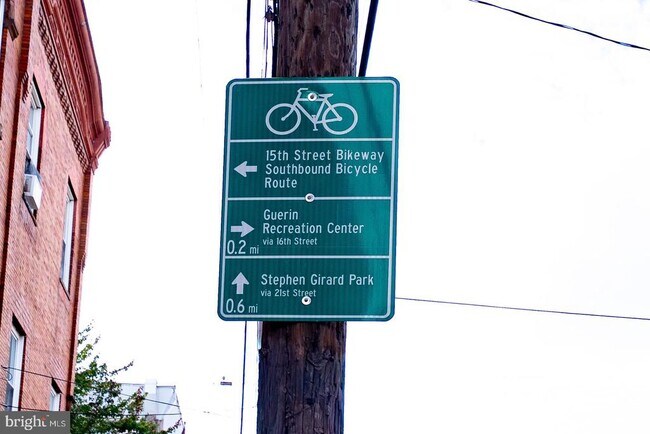 15th Street Bikeway
Southbound Bicycle
Route
Guerin
Recreation Center
via 16th Street
0.2 mi
Stephen Girard Park
via 21st Street
0.6 mi
bright MLS